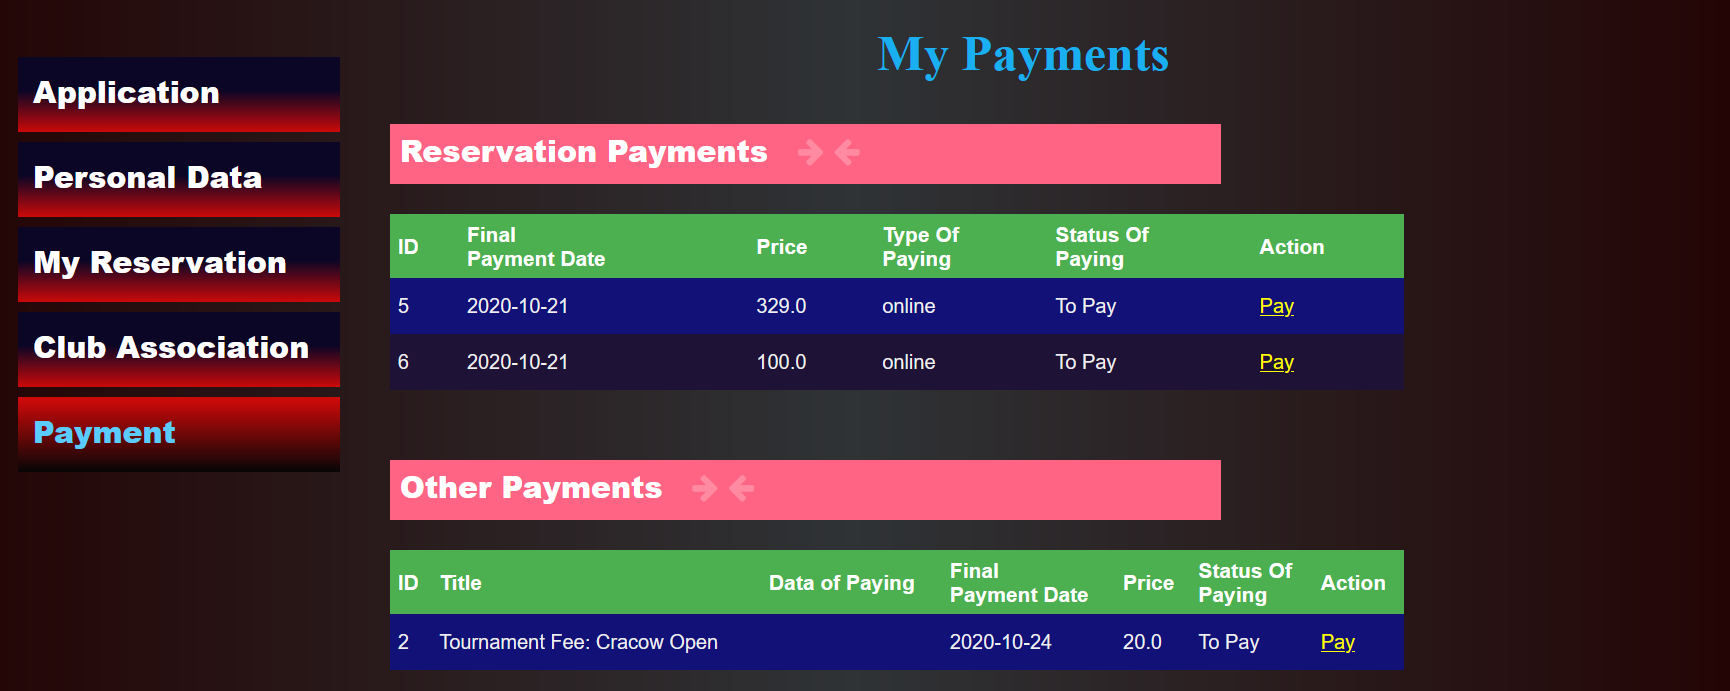 My Payments
Application
Personal Data
My Reservation
Club Association
Payment
Reservation Payments
ID Final Payment Date Price Type Of Paying Status Of Paying Action
5 2020-10-21 329.0 online To Pay Pay
6 2020-10-21 100.0 online To Pay Pay
Other Payments
ID Title Data of Paying Final Payment Date Price Status Of Paying Action
2 Tournament Fee: Cracow Open 2020-10-24 20.0 To Pay Pay